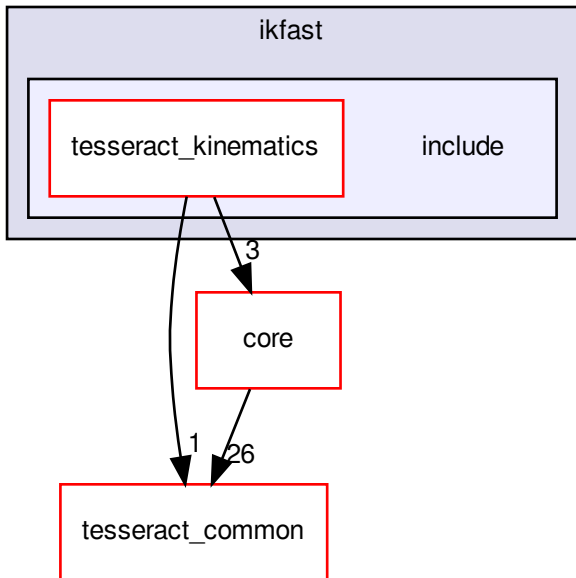 ikfast
tesseract_kinematics
include
3
core
1
26
tesseract_common